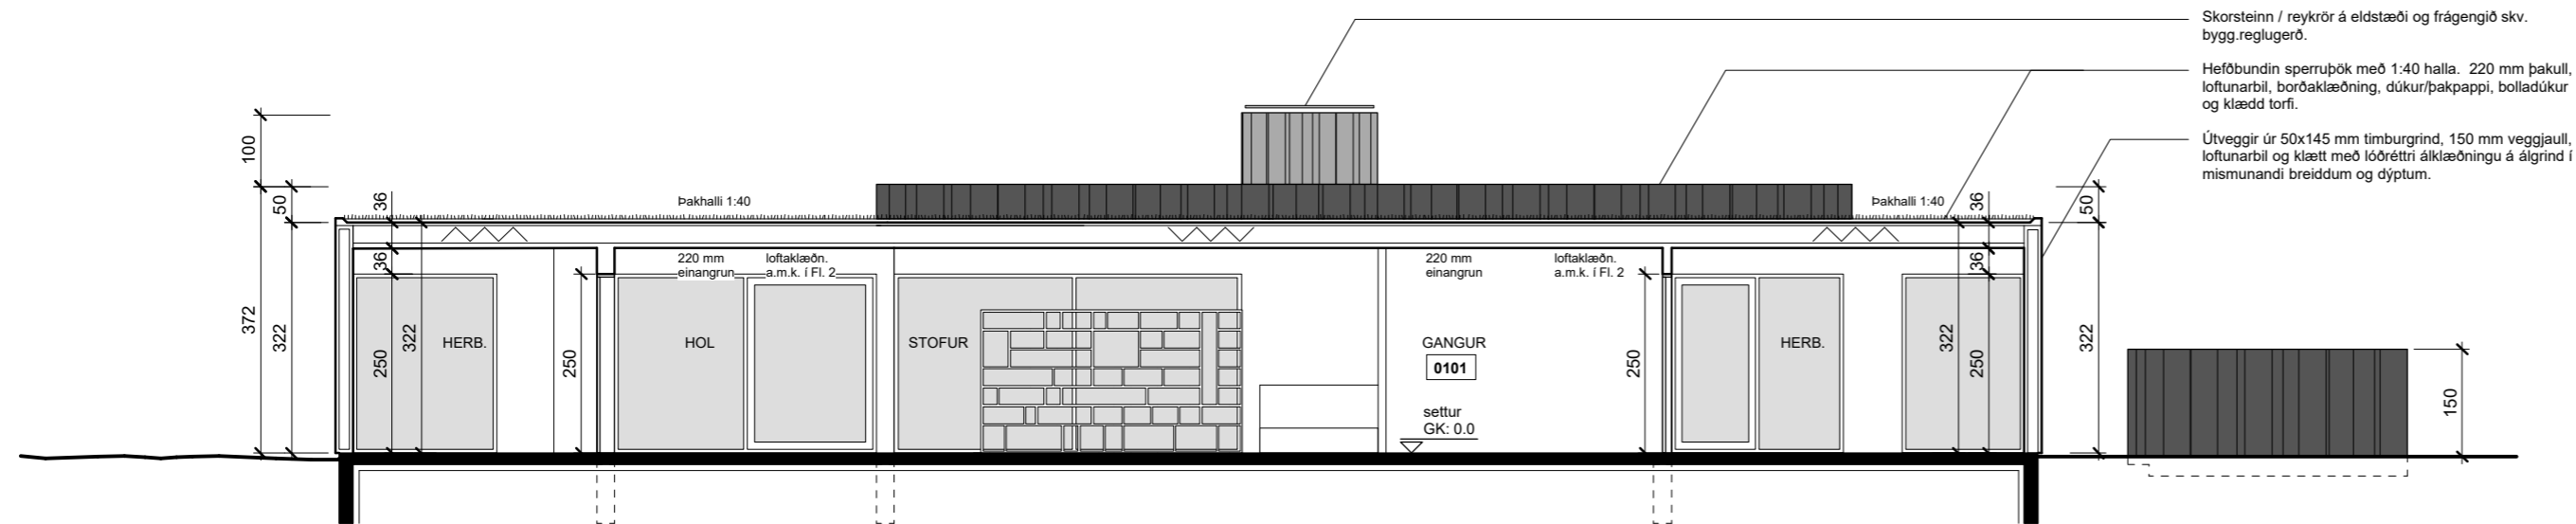 Skorsteinn / reykrör á eldstæði og frágengið skv.
bygg.reglugerð.
Hefðbundin sperruþök með 1:40 halla.  220 mm þakull,
loftunarbil, borðaklæðning, dúkur/þakpappi, bolladúkur
og klædd torfi.
Útveggir úr 50x145 mm timburgrind, 150 mm veggjaull,
loftunarbil og klætt með lóðréttri álklæðningu á álgrind í
mismunandi breiddum og dýptum.
100
50
36
Þakhalli 1:40
Þakhalli 1:40
36
50
36
220 mm
einangrun
loftaklæðn.
a.m.k. í Fl. 2
220 mm
einangrun
loftaklæðn.
a.m.k. í Fl. 2
36
372
322
250
322
HERB.
250
HOL
STOFUR
GANGUR
0101
250
HERB.
322
250
322
150
settur
GK: 0.0